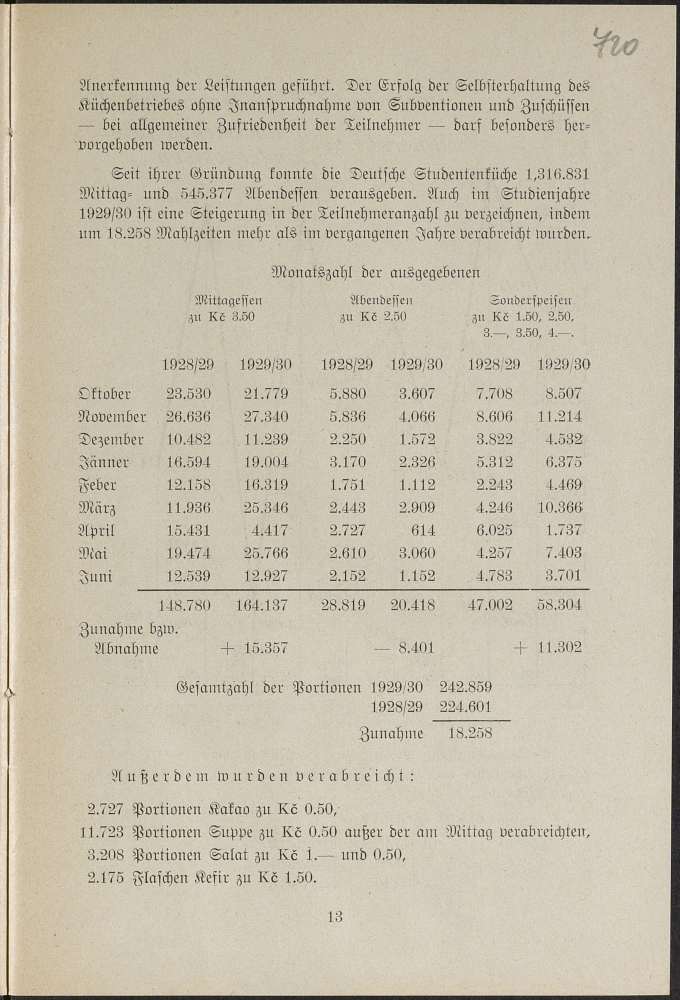 720
Anerkennung der Leistungen geführt. Der Erfolg der Selbsterhaltung des
Küchenbetriebes ohne Inanspruchnahme von Subventionen und Zuschüssen
— bei allgemeiner Zufriedenheit der Teilnehmer — darf besonders her-
vorgehoben werden.
Seit ihrer Gründung konnte die Deutsche Studentenküche 1,316.831
Mittag- und 545.377 Abendessen verausgeben. Auch im Studienjahre
1929/30 ist eine Steigerung in der Teilnehmeranzahl zu verzeichnen, indem
um 18.258 Mahlzeiten mehr als im vergangenen Jahre verabreicht wurden.
Monatszahl der ausgegebenen
Mittagessen Abendessen Sonderspeisen
zu Kč 3.50 zu Kč 2,50 zu Kč 1.50, 2.50,
3.—, 3.50, 4.—.
1928/29 1929/30 1928/29 1929/30 1928/29 1929/30
Oktober 23.530 21.779 5.880 3.607 7.708 8.507
November 26.636 27.340 5.836 4.066 8.606 11.214
Dezember 10.482 11.239 2.250 1.572 3.822 4.532
Jänner 16.594 19.004 3.170 2.326 5.312 6.375
Feber 12.158 16.319 1.751 1.112 2.243 4.469
März 11.936 25.346 2.443 2.909 4.246 10.366
April 15.431 4.417 2.727 614 6.025 1.737
Mai 19.474 25.766 2.610 3.060 4.257 7.403
Juni 12.539 12.927 2.152 1.152 4.783 3.701
148.780 164.137 28.819 20.418 47.002 58.304
Zunahme bzw.
Abnahme + 15.357 — 8.401 + 11.302
Gesamtzahl der Portionen 1929/30 242.859
1928/29 224.601
Zunahme 18.258
Außerdem wurden verabreicht:
2.727 Portionen Kakao zu Kč 0.50,
11.723 Portionen Suppe zu Kč 0.50 außer der am Mittag verabreichten,
3.208 Portionen Salat zu Kč 1.— und 0.50,
2.175 Flaschen Kefir zu Kč 1.50.
13